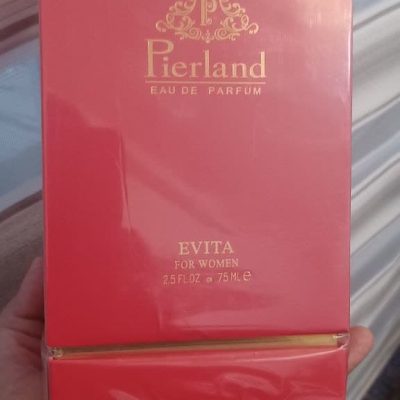 P
Pierland
EAU DE PARFUM
EVITA
FOR WOMEN
2.5 FL.OZ ⌀ 75 ML ℮